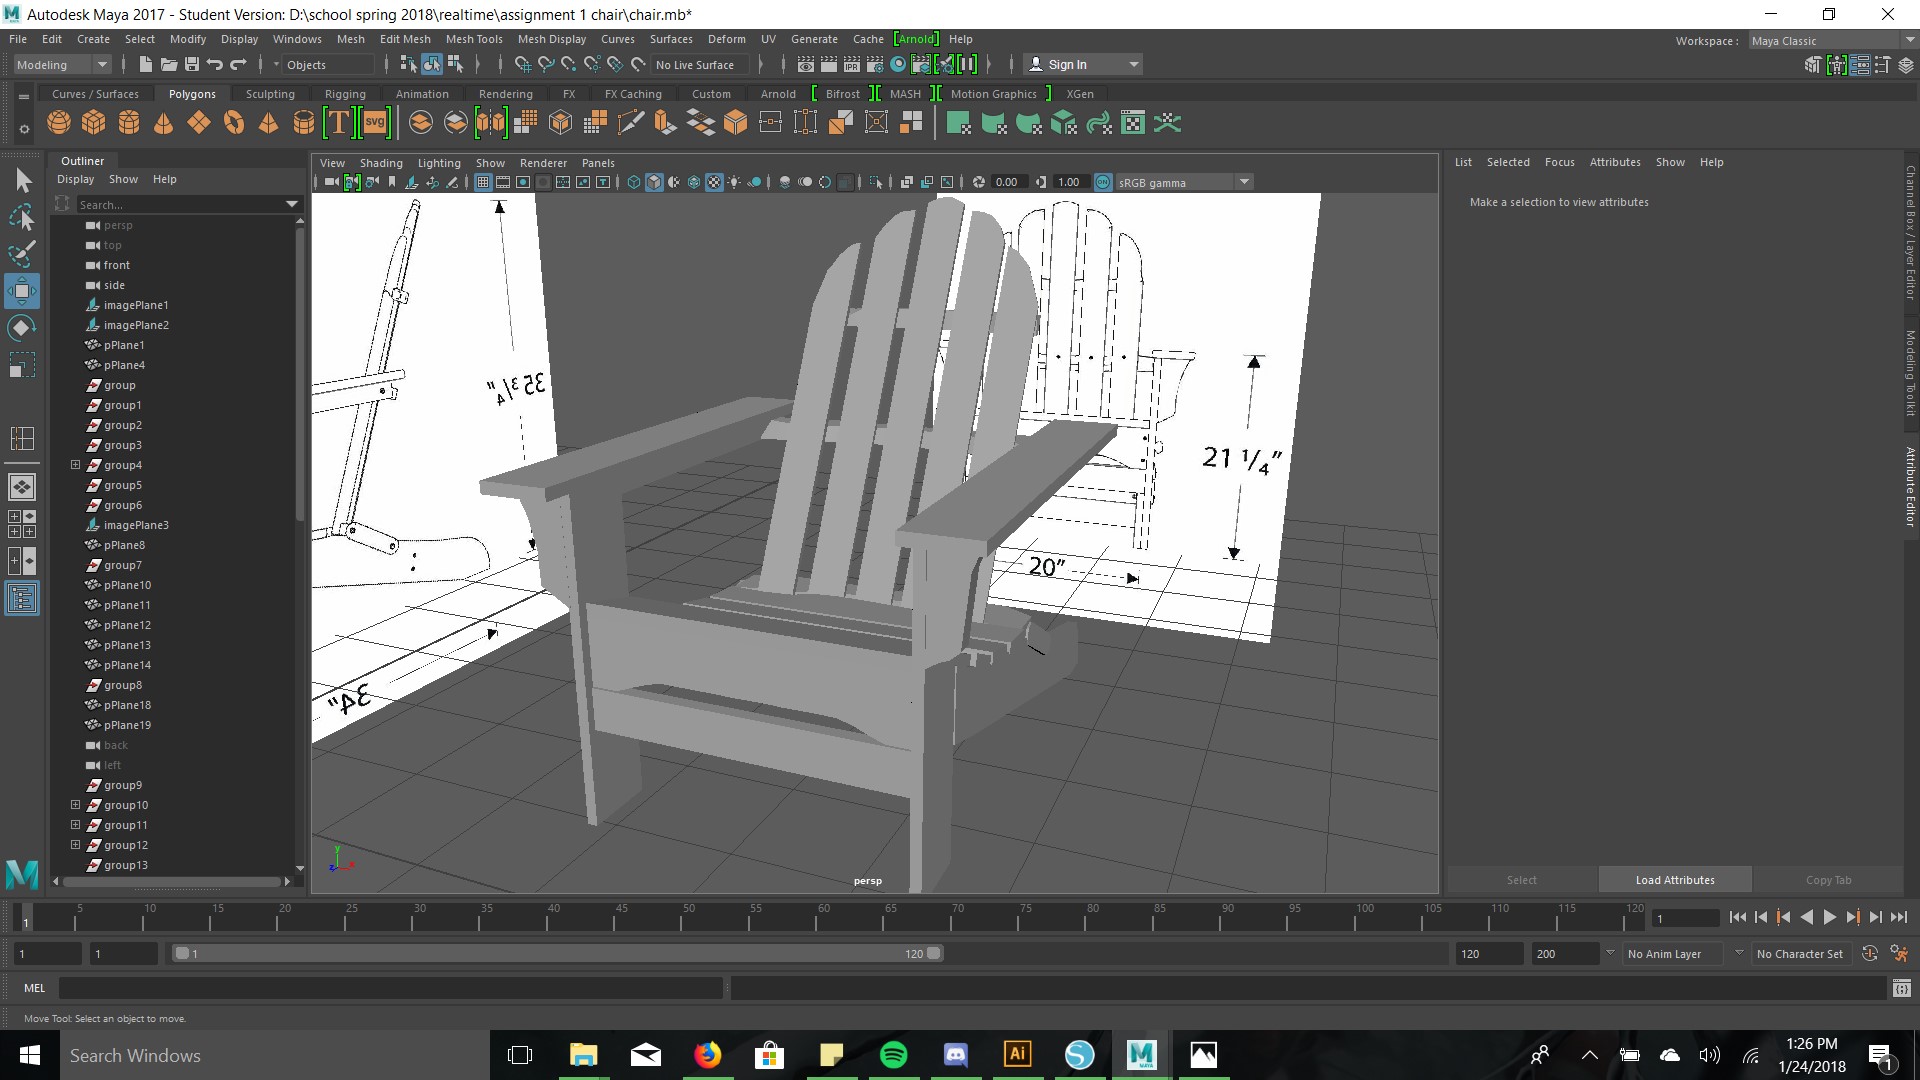 Autodesk Maya 2017 - Student Version: D:\school spring 2018\realtime\assignment 1 chair\chair.mb*
File Edit Create Select Modify Display Windows Mesh Edit Mesh Mesh Tools Mesh Display Curves Surfaces Deform UV Generate Cache [Arnold] Help
Workspace : Maya Classic
Modeling Objects No Live Surface IPR Sign In
Curves / Surfaces Polygons Sculpting Rigging Animation Rendering FX FX Caching Custom Arnold Bifrost MASH Motion Graphics XGen
T SVG
Outliner
Display Show Help
Search...
persp
top
front
side
imagePlane1
imagePlane2
pPlane1
pPlane4
group
group1
group2
group3
group4
group5
group6
imagePlane3
pPlane8
group7
pPlane10
pPlane11
pPlane12
pPlane13
pPlane14
group8
pPlane18
pPlane19
back
left
group9
group10
group11
group12
group13
View Shading Lighting Show Renderer Panels
0.00 1.00 ON sRGB gamma
35 3/4"
21 1/4"
20"
34"
y
z x
persp
List Selected Focus Attributes Show Help
Make a selection to view attributes
Channel Box / Layer Editor
Modeling Toolkit
Attribute Editor
Select Load Attributes Copy Tab
1 5 10 15 20 25 30 35 40 45 50 55 60 65 70 75 80 85 90 95 100 105 110 115 120 1
1 1 1 120 120 200 No Anim Layer No Character Set
MEL
Move Tool: Select an object to move.
Search Windows
Ai
MAYA
1:26 PM
1/24/2018
1